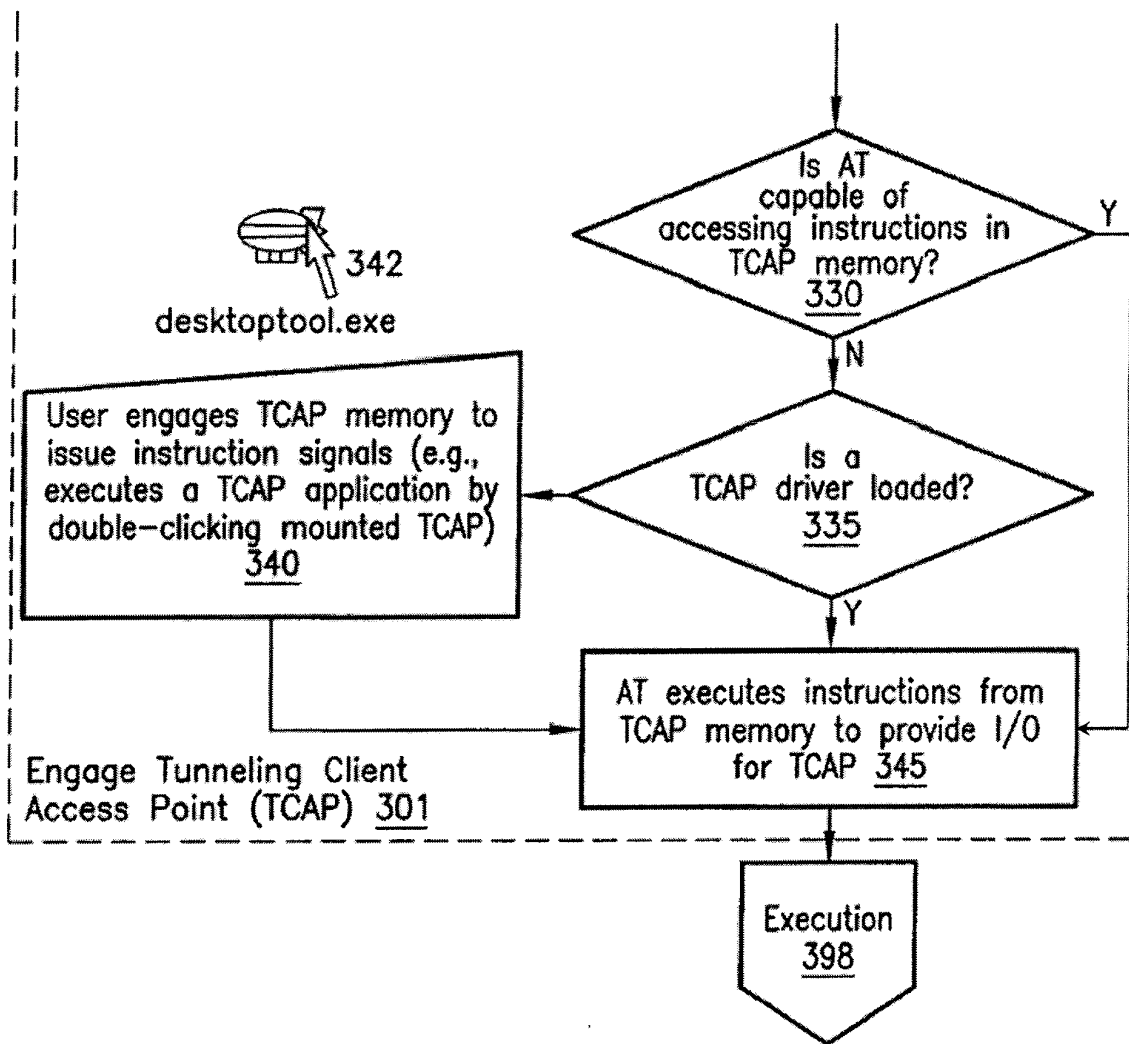 Is AT
capable of
accessing instructions in
TCAP memory?
330
Y
N
342
desktoptool.exe
User engages TCAP memory to
issue instruction signals (e.g.,
executes a TCAP application by
double-clicking mounted TCAP)
340
Is a
TCAP driver loaded?
335
Y
AT executes instructions from
TCAP memory to provide I/O
for TCAP 345
Engage Tunneling Client
Access Point (TCAP) 301
Execution
398